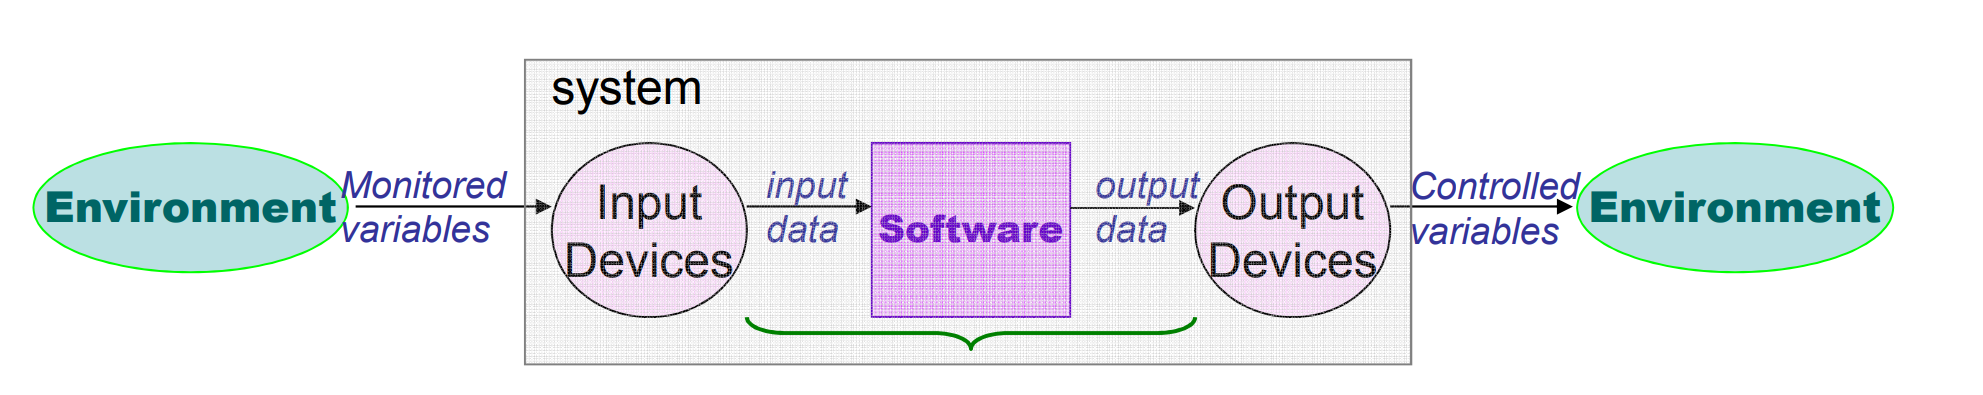 system
Environment
Monitored
variables
Input
Devices
input
data
Software
output
data
Output
Devices
Controlled
variables
Environment